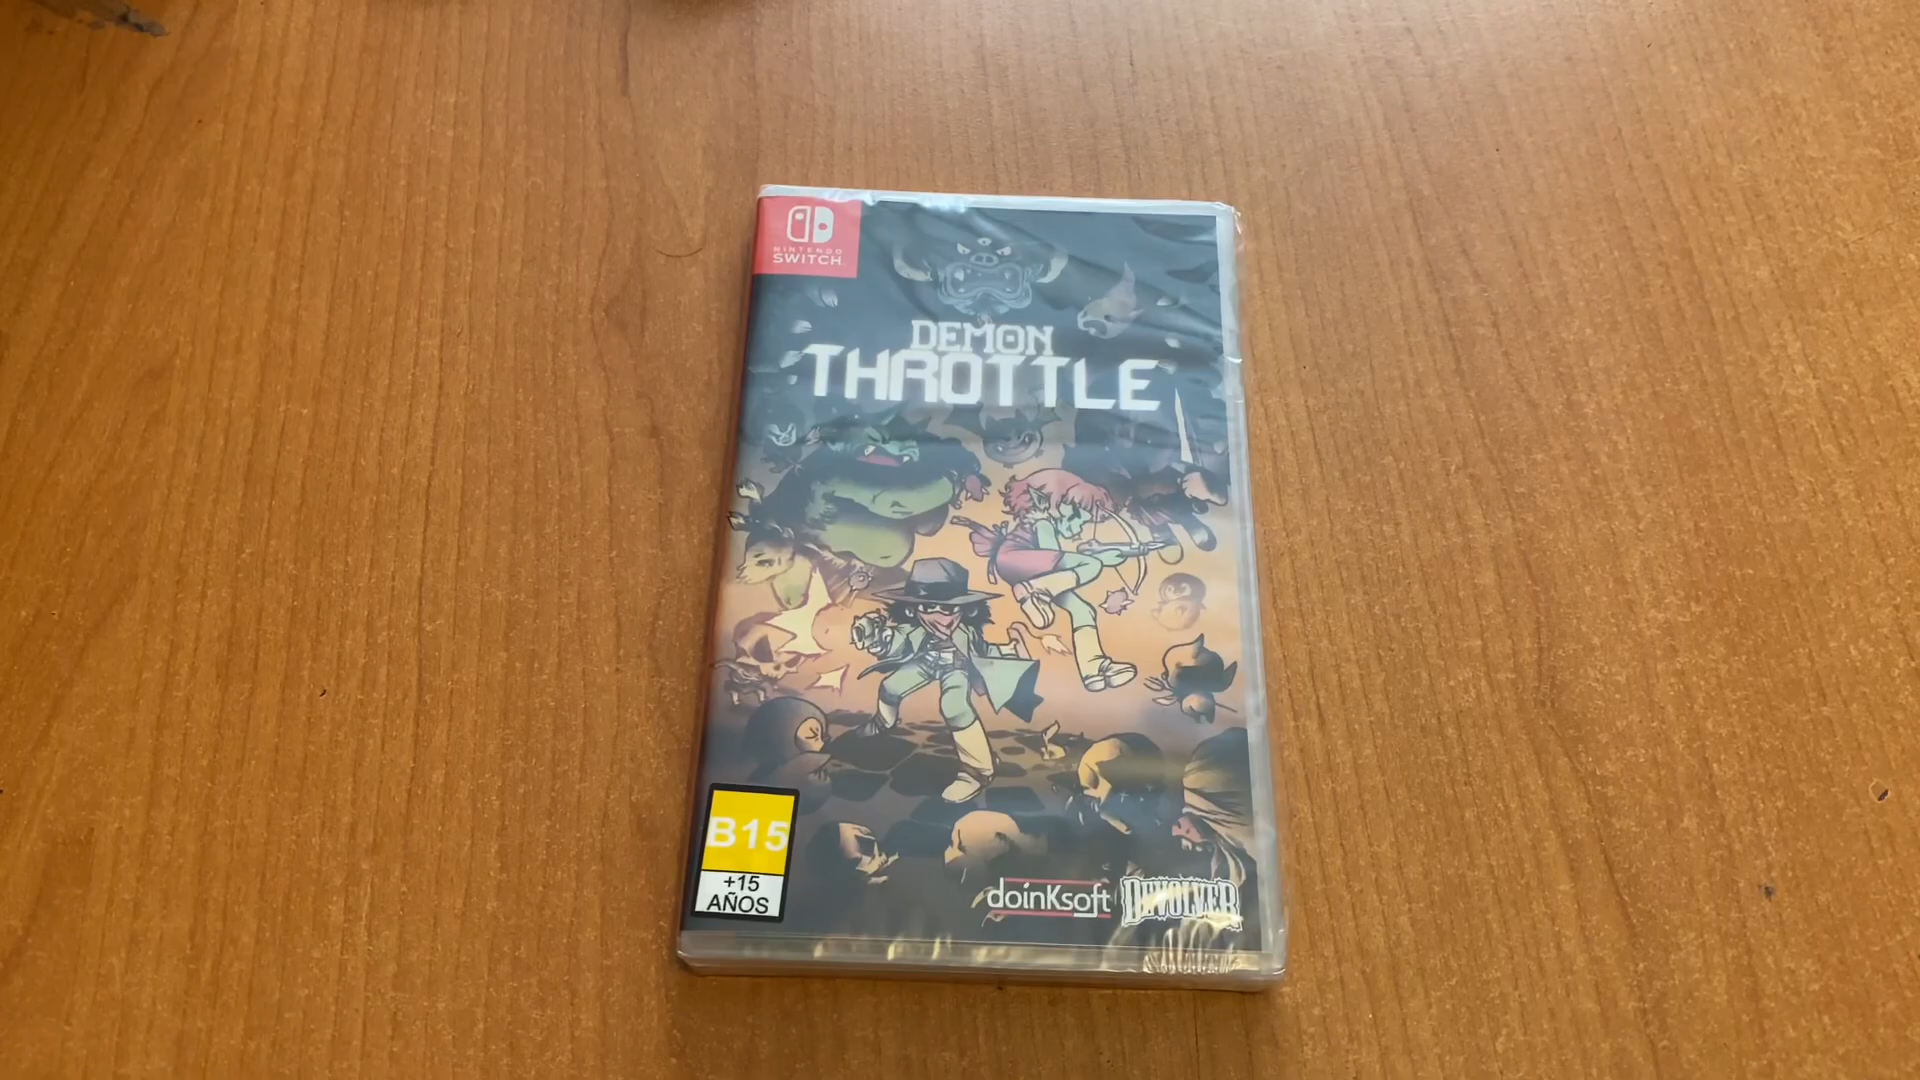 NINTENDO
SWITCH
DEMON
THROTTLE
B15
+15
AÑOS
doinKsoft
DEVOLVER